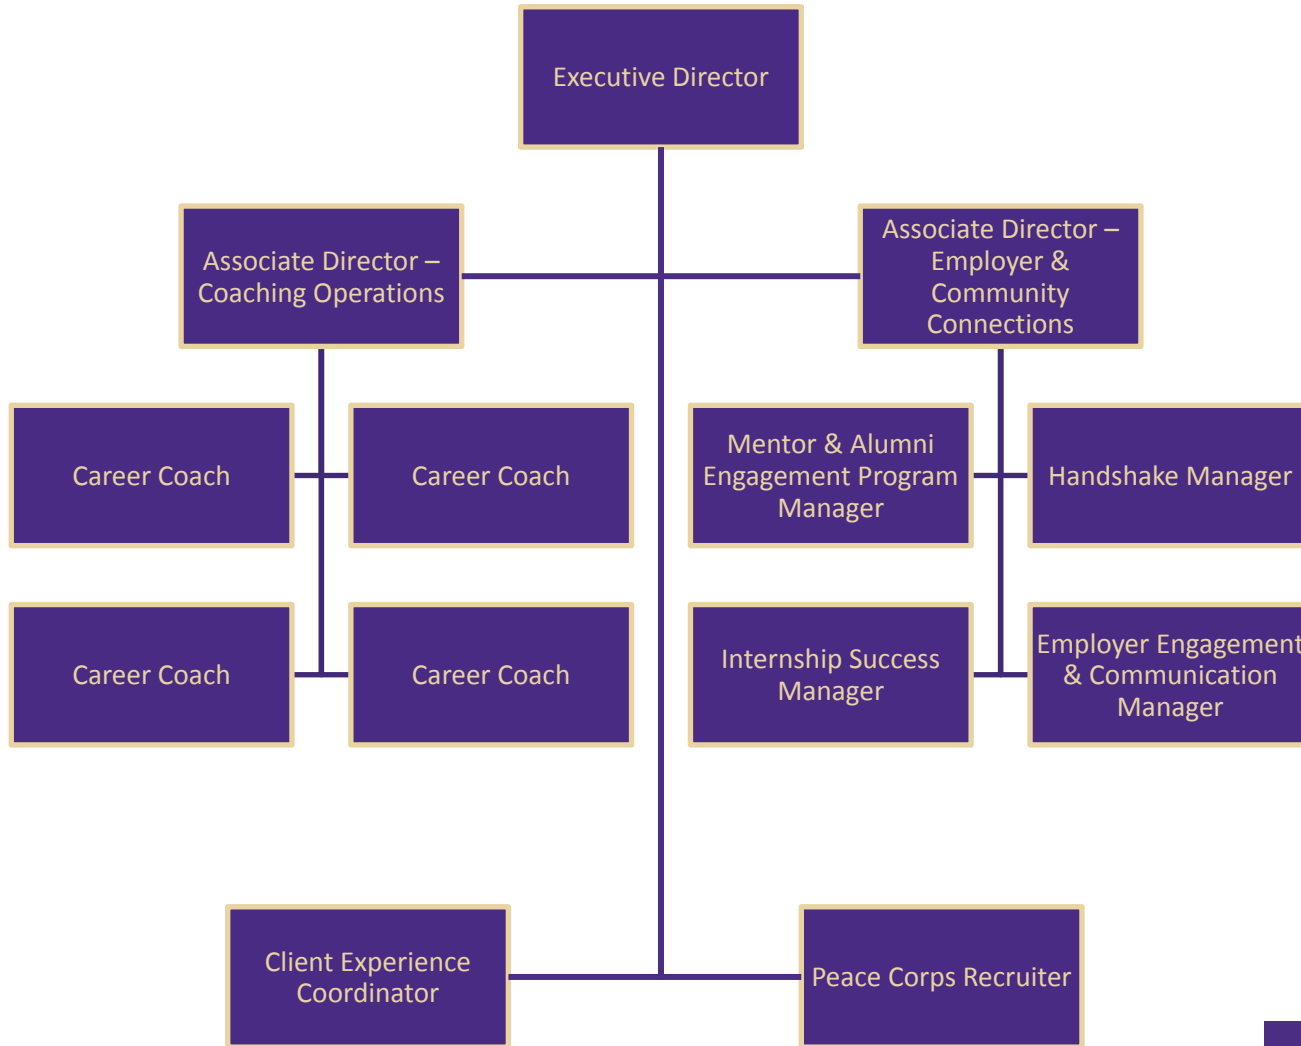 Executive Director
Associate Director –
Coaching Operations
Associate Director –
Employer &
Community
Connections
Career Coach
Career Coach
Mentor & Alumni
Engagement Program
Manager
Handshake Manager
Career Coach
Career Coach
Internship Success
Manager
Employer Engagement
& Communication
Manager
Client Experience
Coordinator
Peace Corps Recruiter